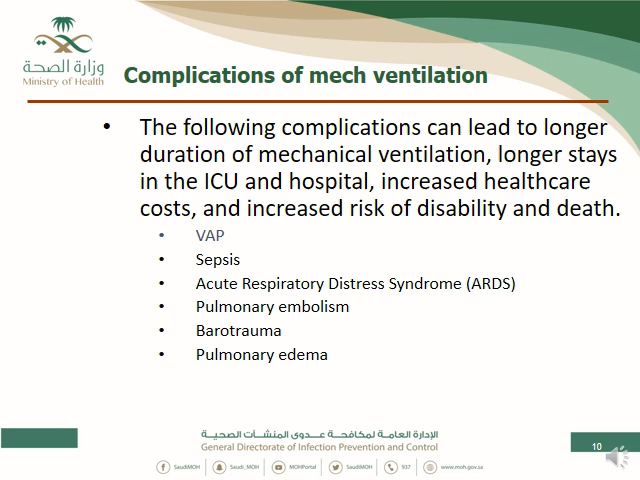 وزارة الصحة
Ministry of Health
Complications of mech ventilation
• The following complications can lead to longer
duration of mechanical ventilation, longer stays
in the ICU and hospital, increased healthcare
costs, and increased risk of disability and death.
• VAP
• Sepsis
• Acute Respiratory Distress Syndrome (ARDS)
• Pulmonary embolism
• Barotrauma
• Pulmonary edema
الإدارة العامة لمكافحة عدوى المنشآت الصحية
General Directorate of Infection Prevention and Control
10
SaudiMOH Saudi_MOH MOHPortal SaudiMOH 937 www.moh.gov.sa